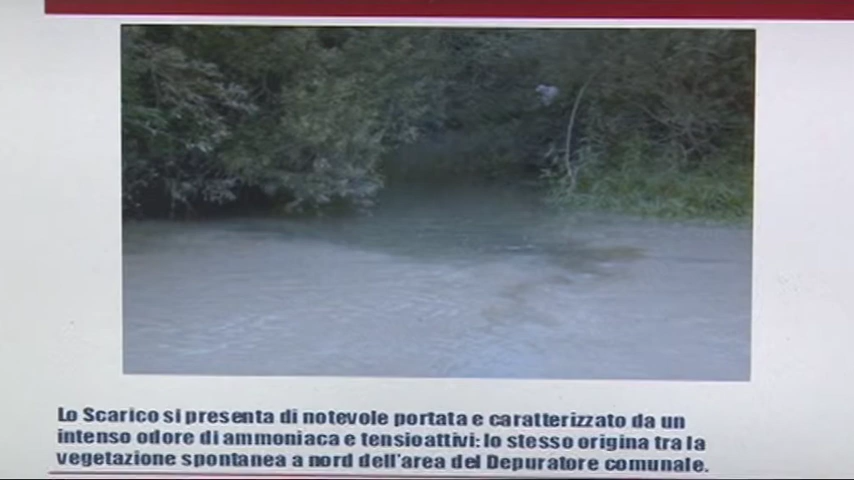 Lo Scarico si presenta di notevole portata e caratterizzato da un
intenso odore di ammoniaca e tensioattivi: lo stesso origina tra la
vegetazione spontanea a nord dell'area del Depuratore comunale.